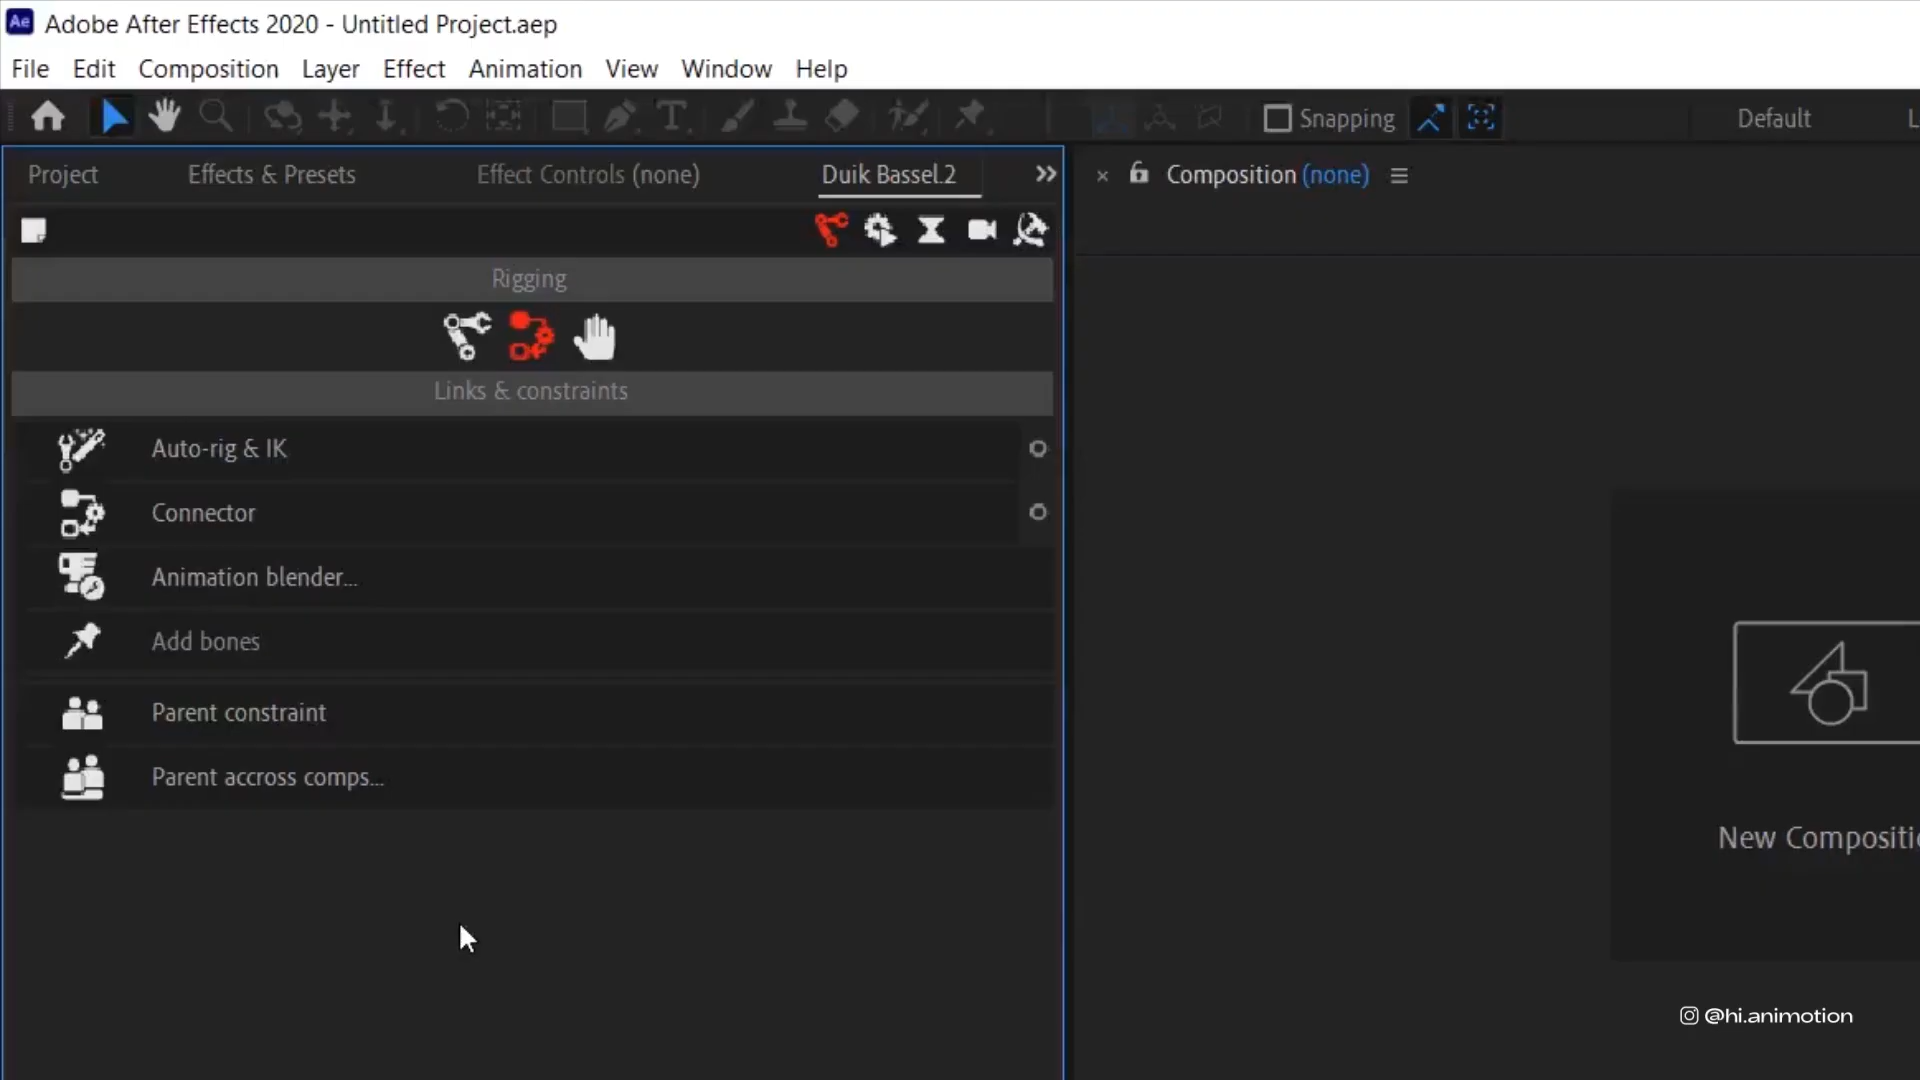 Ae Adobe After Effects 2020 - Untitled Project.aep
File Edit Composition Layer Effect Animation View Window Help
Snapping Default
Project Effects & Presets Effect Controls (none) Duik Bassel.2
Composition (none)
Rigging
Links & constraints
Auto-rig & IK
Connector
Animation blender...
Add bones
Parent constraint
Parent accross comps...
New Compositi
@hi.animotion